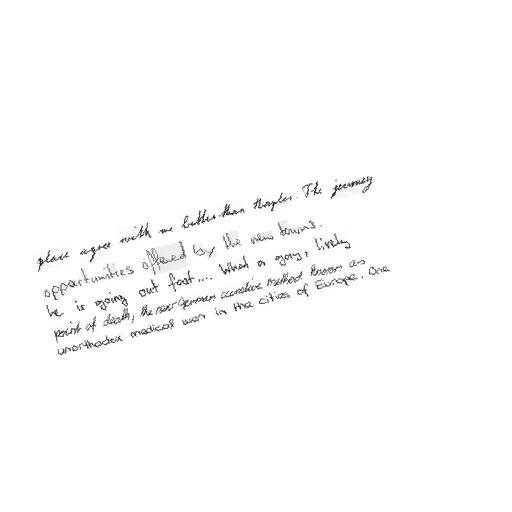 place agree with me better than Naples. The journey
opportunities offered by the new towns.
he is going out fast.... What a gay, lively
point of death, the new German curative method known as
unorthodox medical men in the cities of Europe. One